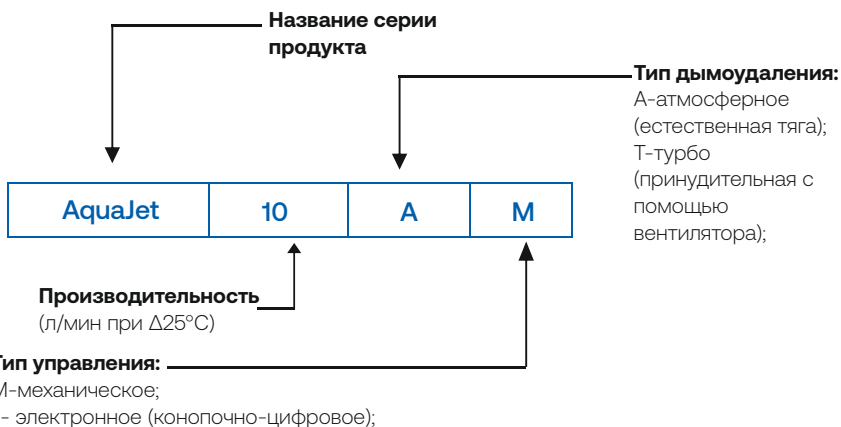 Название серии
продукта
Тип дымоудаления:
А-атмосферное
(естественная тяга);
Т-турбо
(принудительная с
помощью
вентилятора);
AquaJet 10 A M
Производительность
(л/мин при Δ25°C)
Тип управления:
М-механическое;
- электронное (конопочно-цифровое);